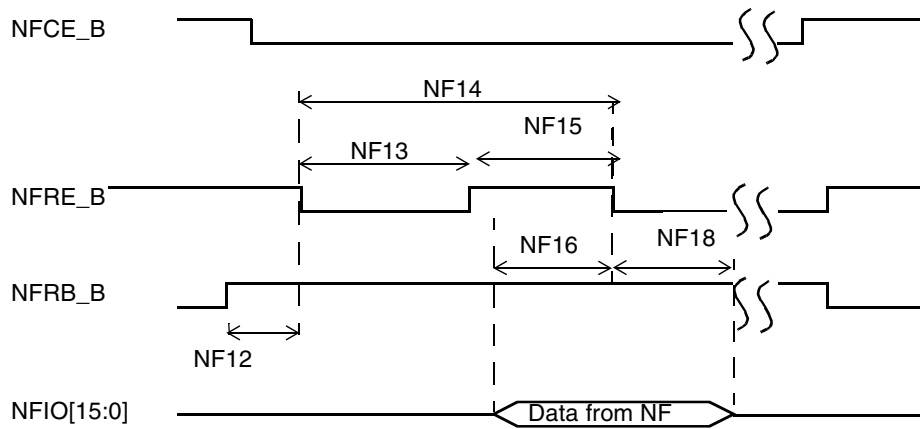 NFCE_B
NF14
NF15
NF13
NFRE_B
NF16
NF18
NFRB_B
NF12
NFIO[15:0]
Data from NF